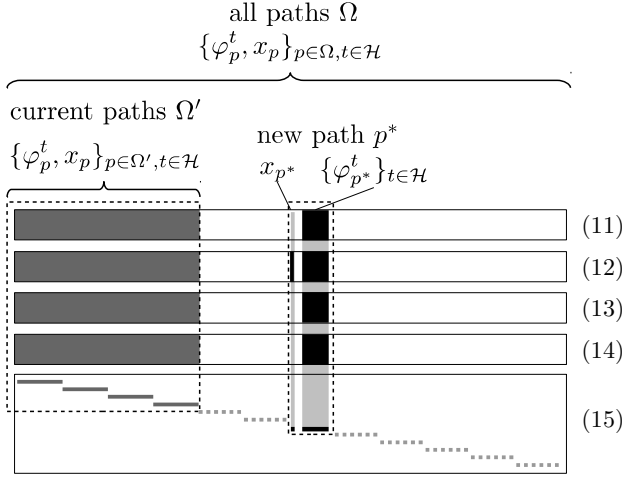 all paths Ω
{φ_p^t, x_p}_{p∈Ω,t∈ℋ}
current paths Ω′
{φ_p^t, x_p}_{p∈Ω′,t∈ℋ}
new path p*
x_{p*} {φ_{p*}^t}_{t∈ℋ}
(11)
(12)
(13)
(14)
(15)